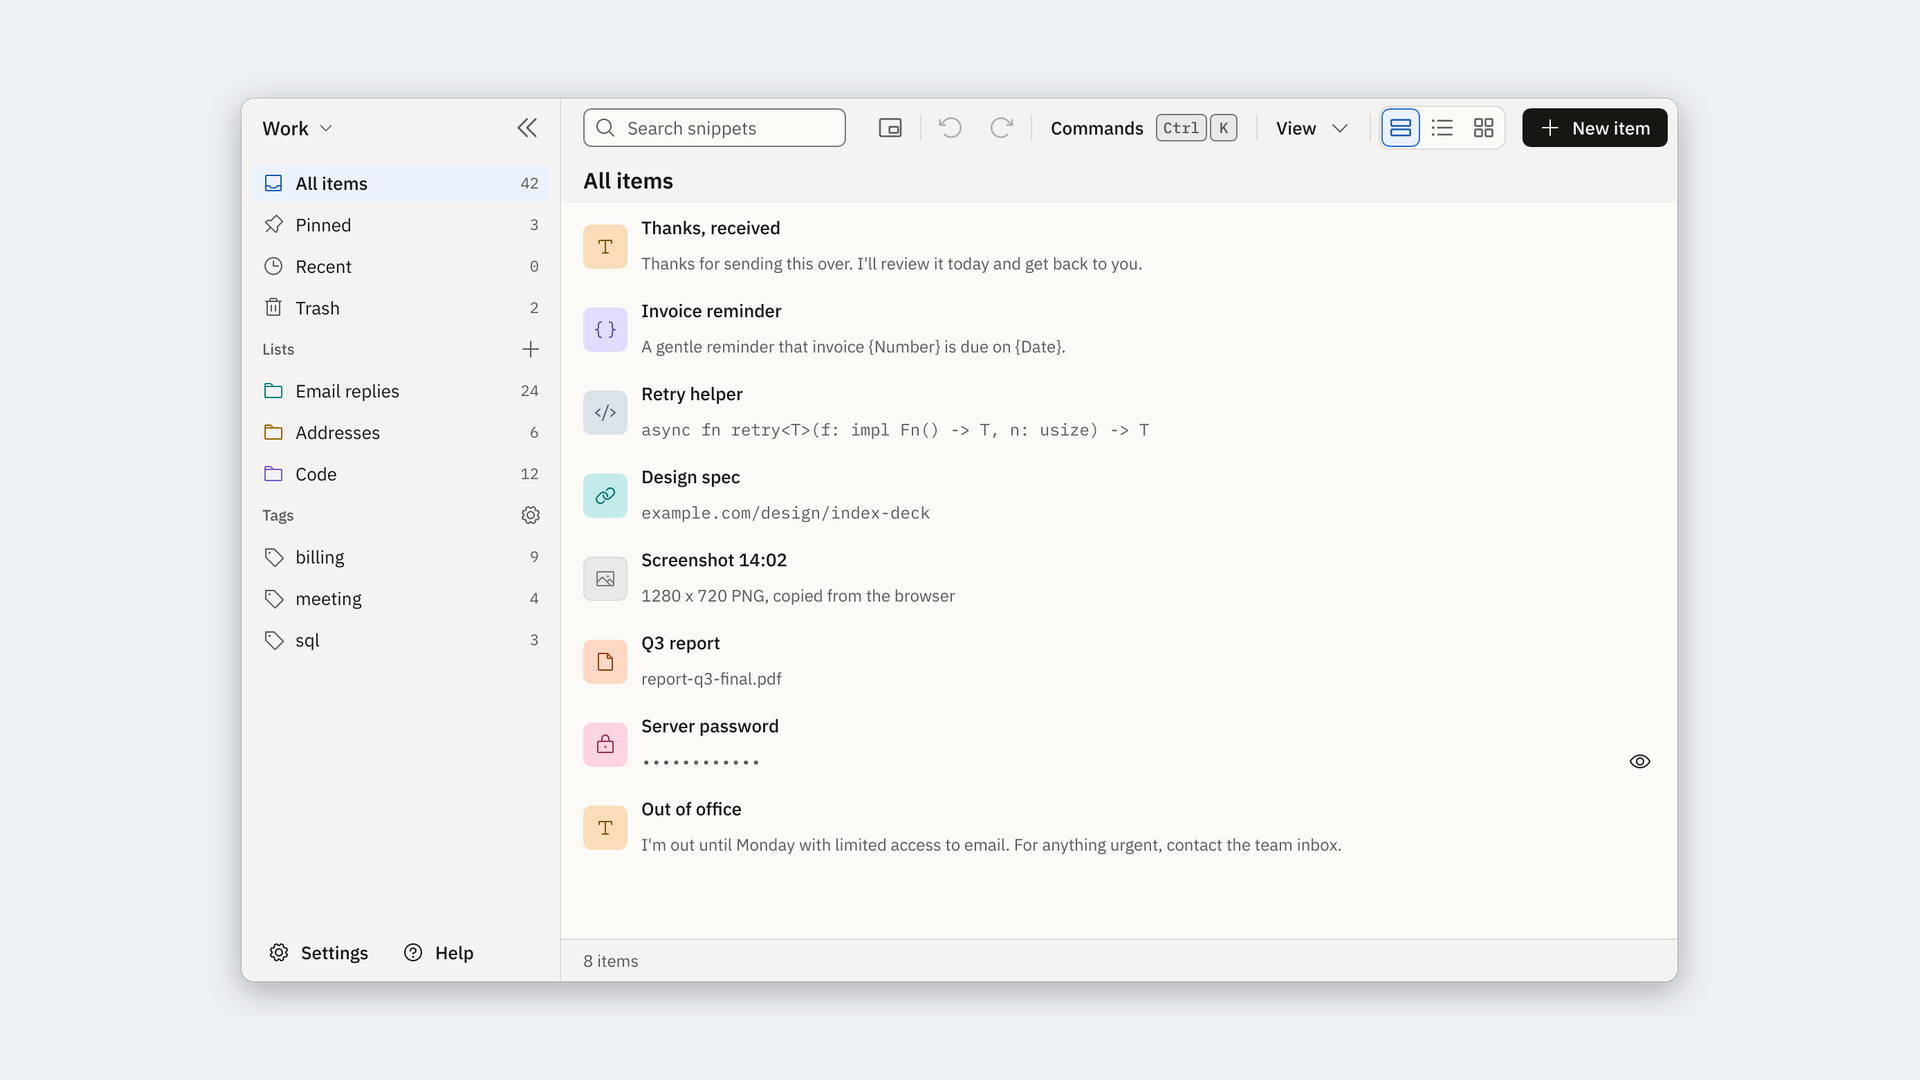 Work
Search snippets
Commands Ctrl K
View
New item
All items 42
Pinned 3
Recent 0
Trash 2
Lists
Email replies 24
Addresses 6
Code 12
Tags
billing 9
meeting 4
sql 3
Settings
Help
All items
T
Thanks, received
Thanks for sending this over. I'll review it today and get back to you.
{ }
Invoice reminder
A gentle reminder that invoice {Number} is due on {Date}.
</>
Retry helper
async fn retry<T>(f: impl Fn() -> T, n: usize) -> T
Design spec
example.com/design/index-deck
Screenshot 14:02
1280 x 720 PNG, copied from the browser
Q3 report
report-q3-final.pdf
Server password
••••••••••••
T
Out of office
I'm out until Monday with limited access to email. For anything urgent, contact the team inbox.
8 items